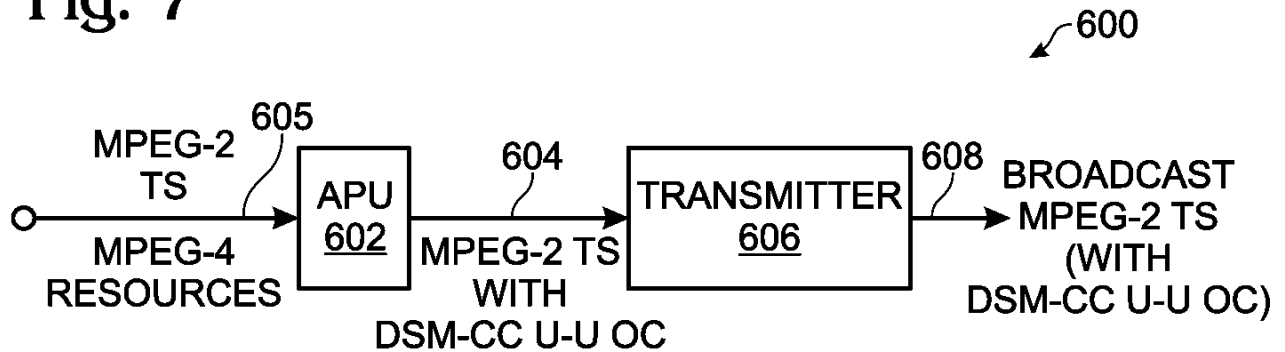 Fig. 7
600
605
MPEG-2
TS
MPEG-4
RESOURCES
APU
602
604
MPEG-2 TS
WITH
DSM-CC U-U OC
TRANSMITTER
606
608
BROADCAST
MPEG-2 TS
(WITH
DSM-CC U-U OC)